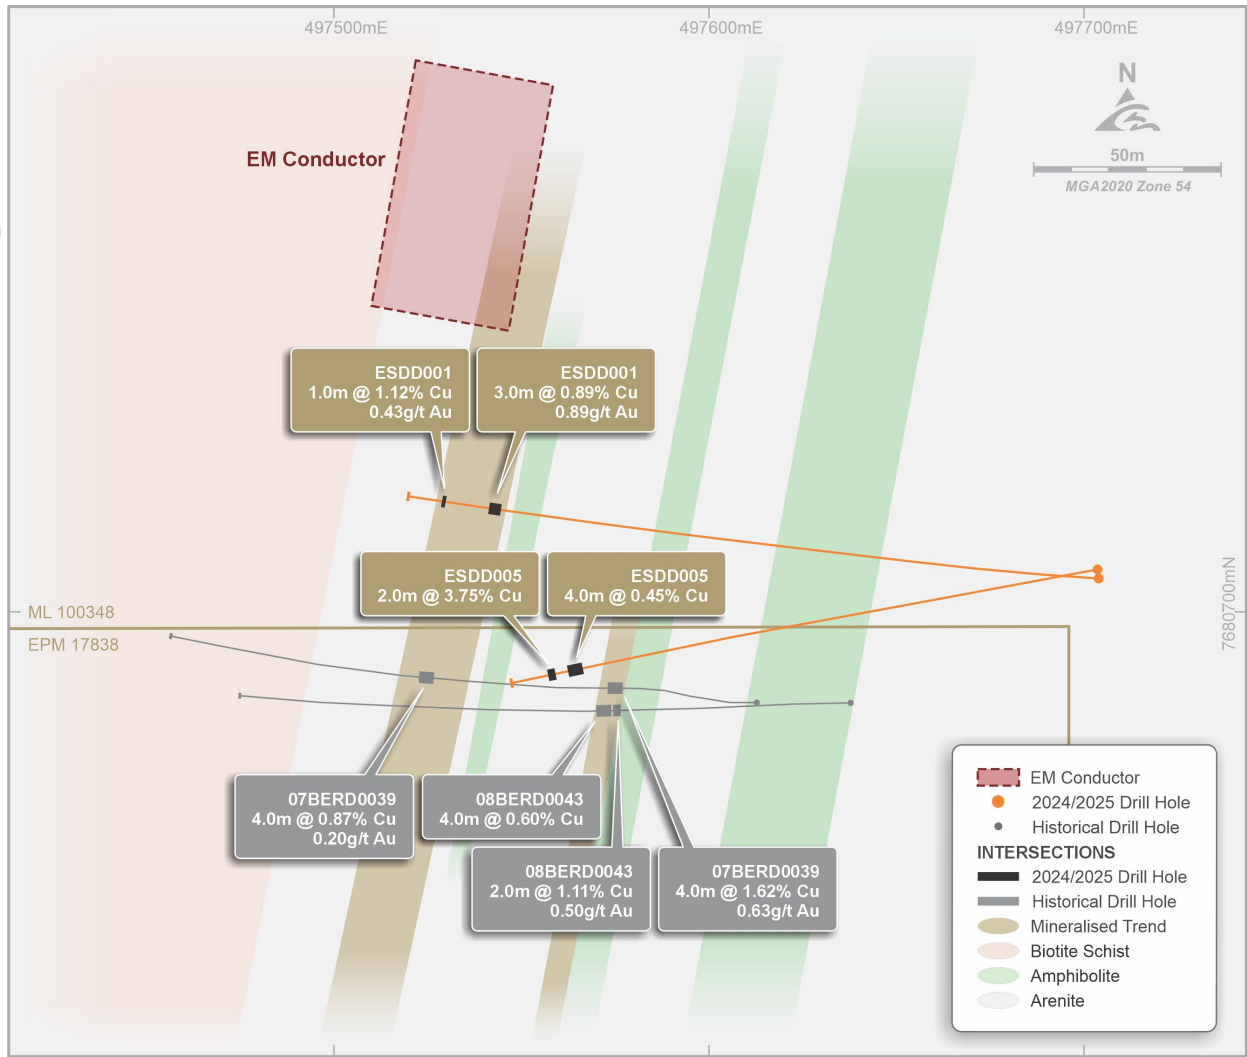 497500mE
497600mE
497700mE
N
50m
MGA2020 Zone 54
EM Conductor
ESDD001
1.0m @ 1.12% Cu
0.43g/t Au
ESDD001
3.0m @ 0.89% Cu
0.89g/t Au
ESDD005
2.0m @ 3.75% Cu
ESDD005
4.0m @ 0.45% Cu
7680700mN
ML 100348
EPM 17838
07BERD0039
4.0m @ 0.87% Cu
0.20g/t Au
08BERD0043
4.0m @ 0.60% Cu
08BERD0043
2.0m @ 1.11% Cu
0.50g/t Au
07BERD0039
4.0m @ 1.62% Cu
0.63g/t Au
EM Conductor
2024/2025 Drill Hole
Historical Drill Hole
INTERSECTIONS
2024/2025 Drill Hole
Historical Drill Hole
Mineralised Trend
Biotite Schist
Amphibolite
Arenite